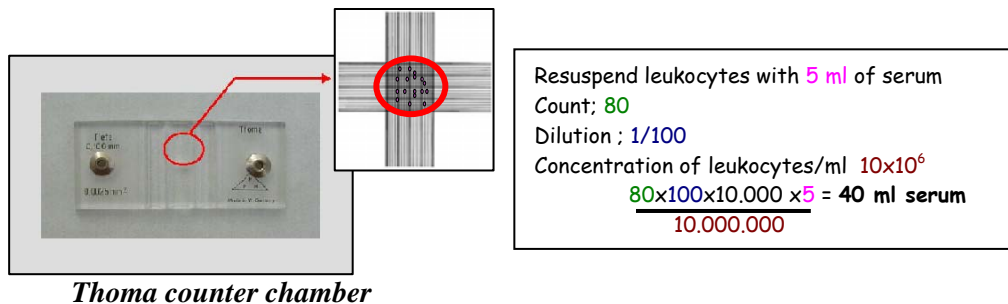 Tiefe
Thoma
Resuspend leukocytes with 5 ml of serum
Count; 80
Dilution ; 1/100
Concentration of leukocytes/ml 10x10⁶
80x100x10.000 x5 = 40 ml serum
10.000.000
Thoma counter chamber